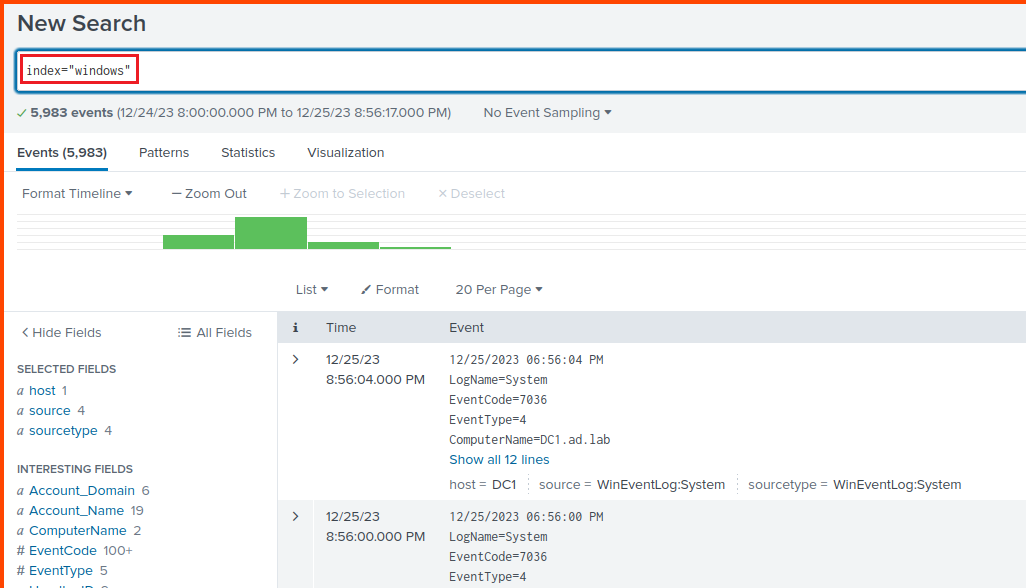 New Search
index="windows"
✓ 5,983 events (12/24/23 8:00:00.000 PM to 12/25/23 8:56:17.000 PM) No Event Sampling
Events (5,983) Patterns Statistics Visualization
Format Timeline — Zoom Out + Zoom to Selection × Deselect
List Format 20 Per Page
< Hide Fields All Fields
i Time Event
SELECTED FIELDS
a host 1
a source 4
a sourcetype 4
INTERESTING FIELDS
a Account_Domain 6
a Account_Name 19
a ComputerName 2
# EventCode 100+
# EventType 5
> 12/25/23
8:56:04.000 PM
12/25/2023 06:56:04 PM
LogName=System
EventCode=7036
EventType=4
ComputerName=DC1.ad.lab
Show all 12 lines
host = DC1 source = WinEventLog:System sourcetype = WinEventLog:System
> 12/25/23
8:56:00.000 PM
12/25/2023 06:56:00 PM
LogName=System
EventCode=7036
EventType=4